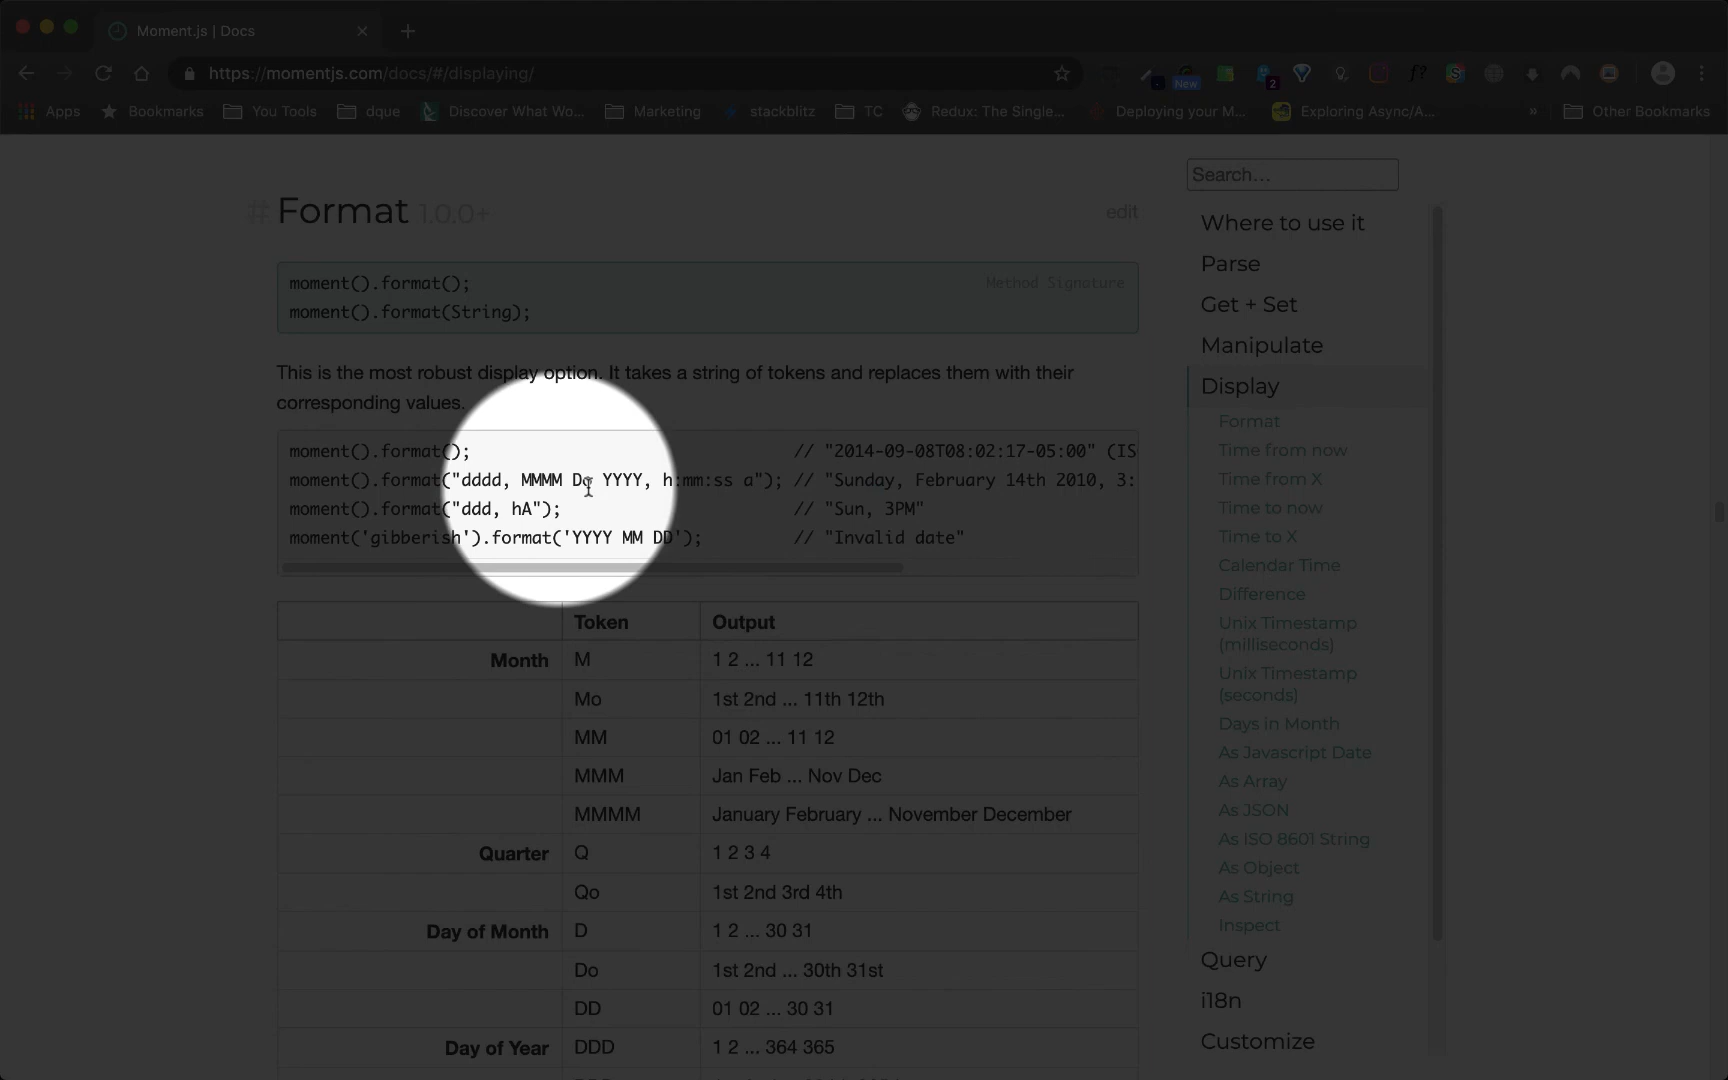 Moment.js | Docs
https://momentjs.com/docs/#/displaying/
New
2
f?
Apps
Bookmarks
You Tools
dque
Discover What Wo...
Marketing
stackblitz
TC
Redux: The Single...
Deploying your M...
Exploring Async/A...
»
Other Bookmarks
# Format 1.0.0+
edit
moment().format();
Method Signature
moment().format(String);
This is the most robust display option. It takes a string of tokens and replaces them with their
corresponding values.
moment().format(); // "2014-09-08T08:02:17-05:00" (IS
moment().format("dddd, MMMM Do YYYY, h:mm:ss a"); // "Sunday, February 14th 2010, 3:
moment().format("ddd, hA"); // "Sun, 3PM"
moment('gibberish').format('YYYY MM DD'); // "Invalid date"
Token Output
Month M 1 2 ... 11 12
Mo 1st 2nd ... 11th 12th
MM 01 02 ... 11 12
MMM Jan Feb ... Nov Dec
MMMM January February ... November December
Quarter Q 1 2 3 4
Qo 1st 2nd 3rd 4th
Day of Month D 1 2 ... 30 31
Do 1st 2nd ... 30th 31st
DD 01 02 ... 30 31
Day of Year DDD 1 2 ... 364 365
Search...
Where to use it
Parse
Get + Set
Manipulate
Display
Format
Time from now
Time from X
Time to now
Time to X
Calendar Time
Difference
Unix Timestamp
(milliseconds)
Unix Timestamp
(seconds)
Days in Month
As Javascript Date
As Array
As JSON
As ISO 8601 String
As Object
As String
Inspect
Query
i18n
Customize